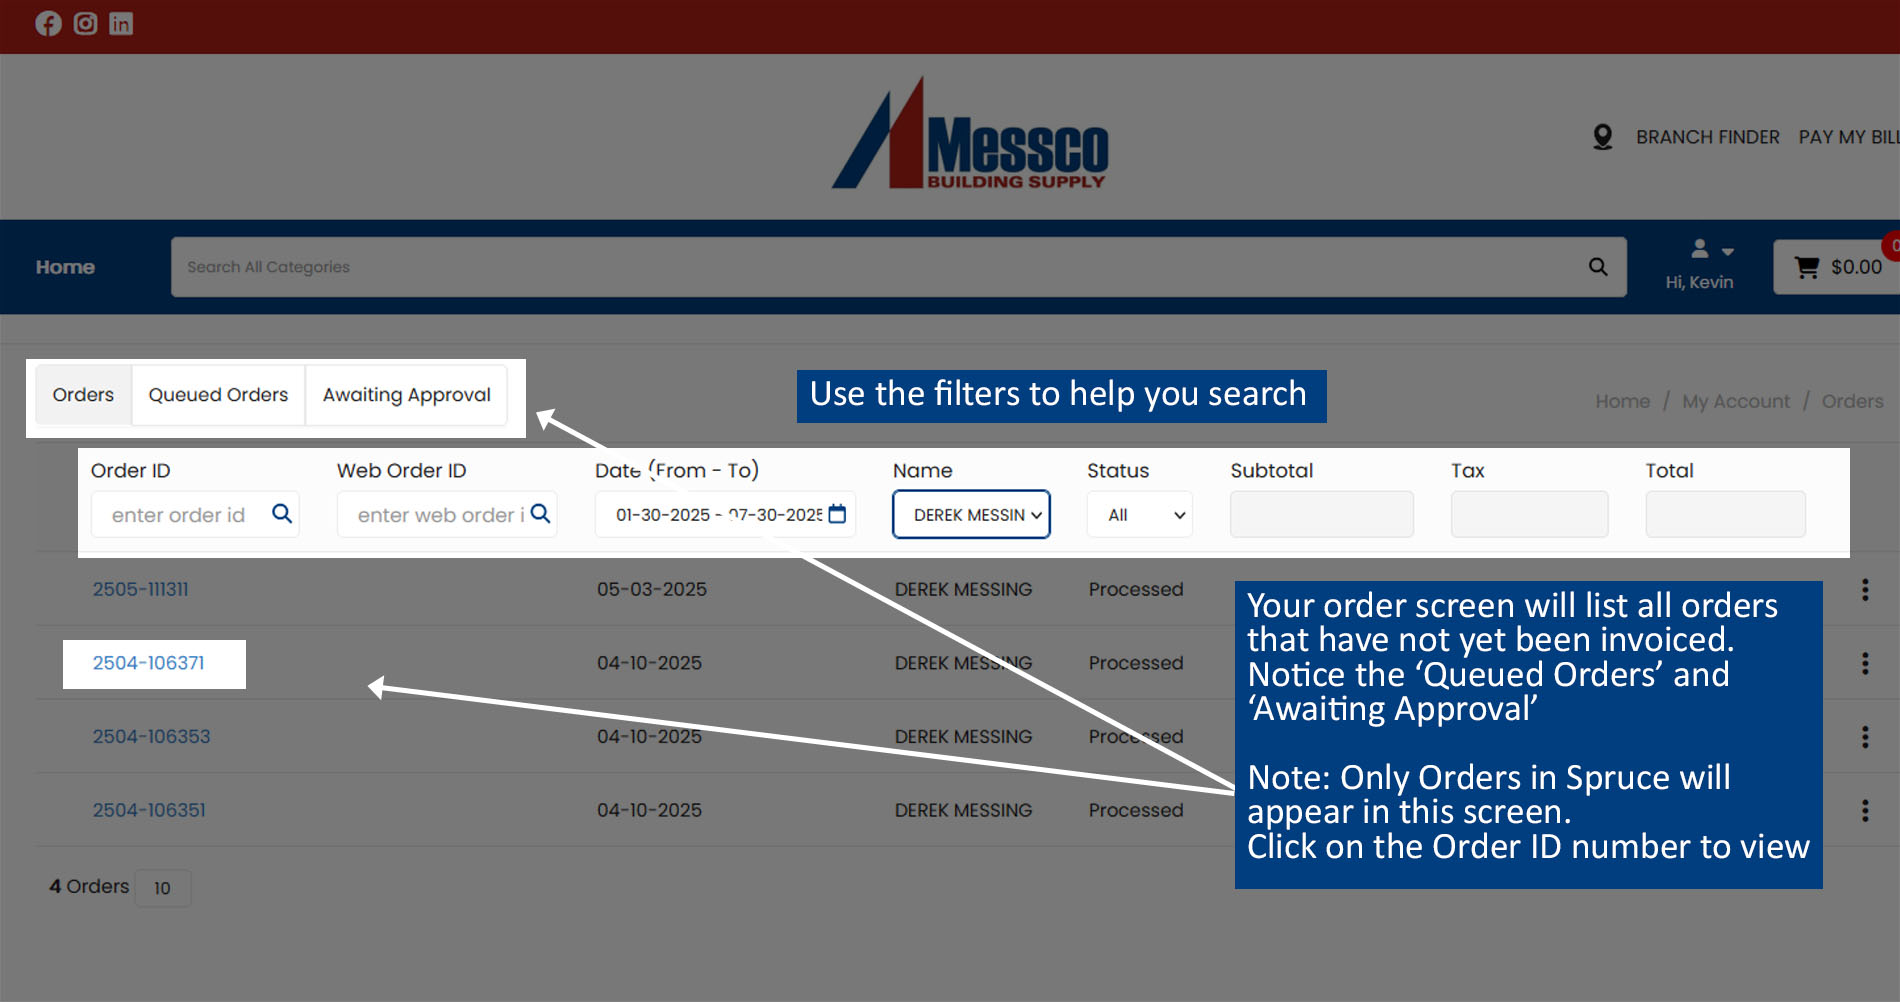 Messco
BUILDING SUPPLY
BRANCH FINDER PAY MY BILL
Home
Search All Categories
Hi, Kevin
0
$0.00
Orders Queued Orders Awaiting Approval
Use the filters to help you search
Home / My Account / Orders
Order ID Web Order ID Date (From - To) Name Status Subtotal Tax Total
enter order id enter web order i 01-30-2025 - 07-30-2025 DEREK MESSIN All
2505-111311 05-03-2025 DEREK MESSING Processed
2504-106371 04-10-2025 DEREK MESSING Processed
2504-106353 04-10-2025 DEREK MESSING Processed
2504-106351 04-10-2025 DEREK MESSING Processed
Your order screen will list all orders
that have not yet been invoiced.
Notice the ‘Queued Orders’ and
‘Awaiting Approval’
Note: Only Orders in Spruce will
appear in this screen.
Click on the Order ID number to view
4 Orders 10